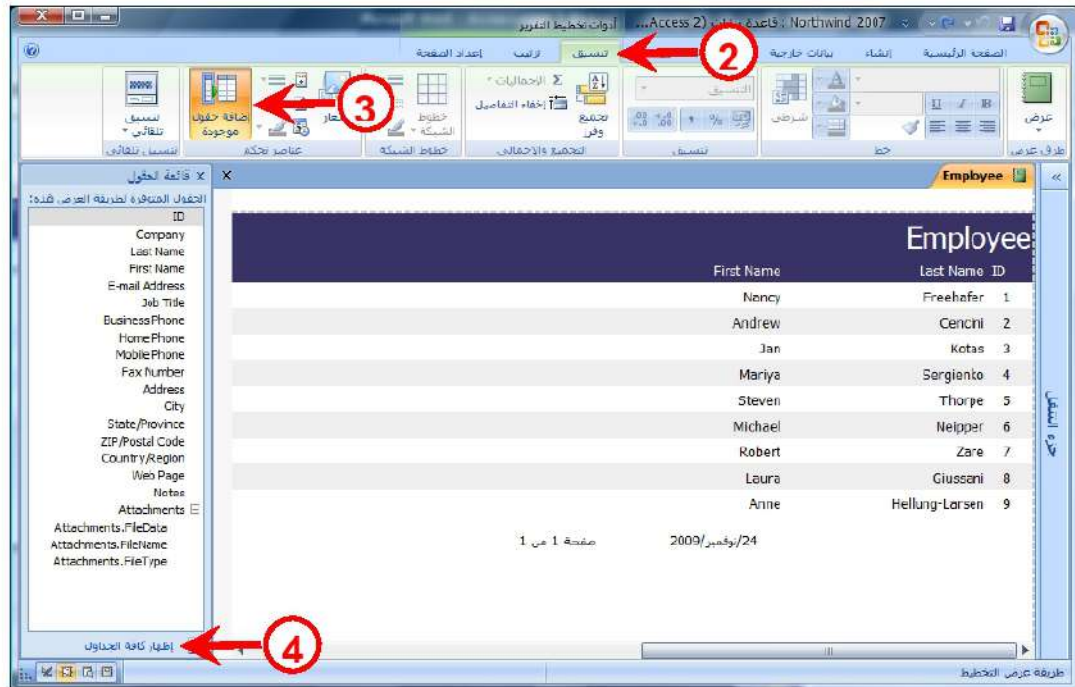 Northwind 2007 : قاعدة بيانات (Access 2...
أدوات تخطيط التقرير
الصفحة الرئيسية
إنشاء
بيانات خارجية
تنسيق
ترتيب
إعداد الصفحة
2
3
عرض
B I U
شرطي
التنسيق
تجميع وفرز
Σ الإجماليات
إخفاء التفاصيل
خطوط الشبكة
إضافة حقول موجودة
تنسيق تلقائي
طرق عرض
خط
تنسيق
التجميع والإجمالي
خطوط الشبكة
عناصر تحكم
تنسيق تلقائي
Employee
قائمة الحقول
الحقول المتوفرة لطريقة العرض هذه:
ID
Company
Last Name
First Name
E-mail Address
Job Title
Business Phone
Home Phone
Mobile Phone
Fax Number
Address
City
State/Province
ZIP/Postal Code
Country/Region
Web Page
Notes
Attachments
Attachments.FileData
Attachments.FileName
Attachments.FileType
إظهار كافة الجداول
4
Employee
ID Last Name First Name
1 Freehafer Nancy
2 Cencini Andrew
3 Kotas Jan
4 Sergienko Mariya
5 Thorpe Steven
6 Neipper Michael
7 Zare Robert
8 Giussani Laura
9 Hellung-Larsen Anne
24/نوفمبر/2009
صفحة 1 من 1
جزء التنقل
طريقة عرض التخطيط